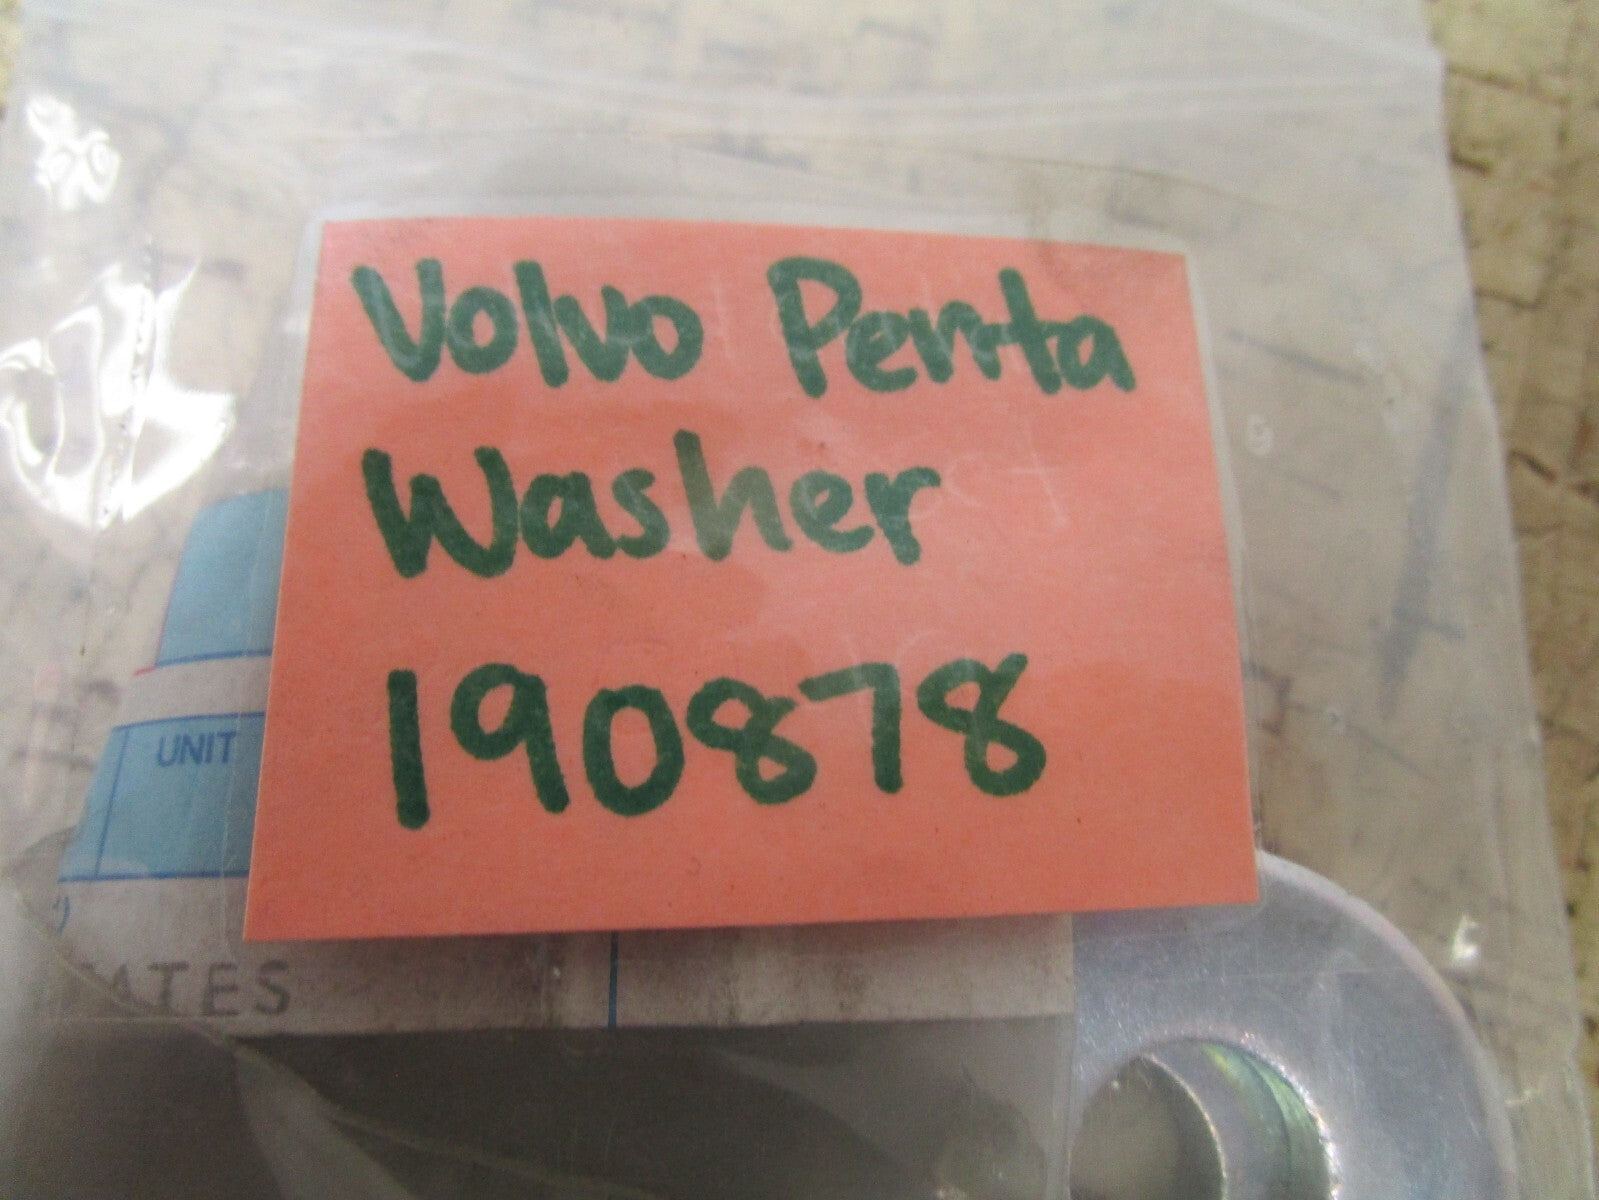 Volvo Penta
Washer
190878
UNIT
ATES